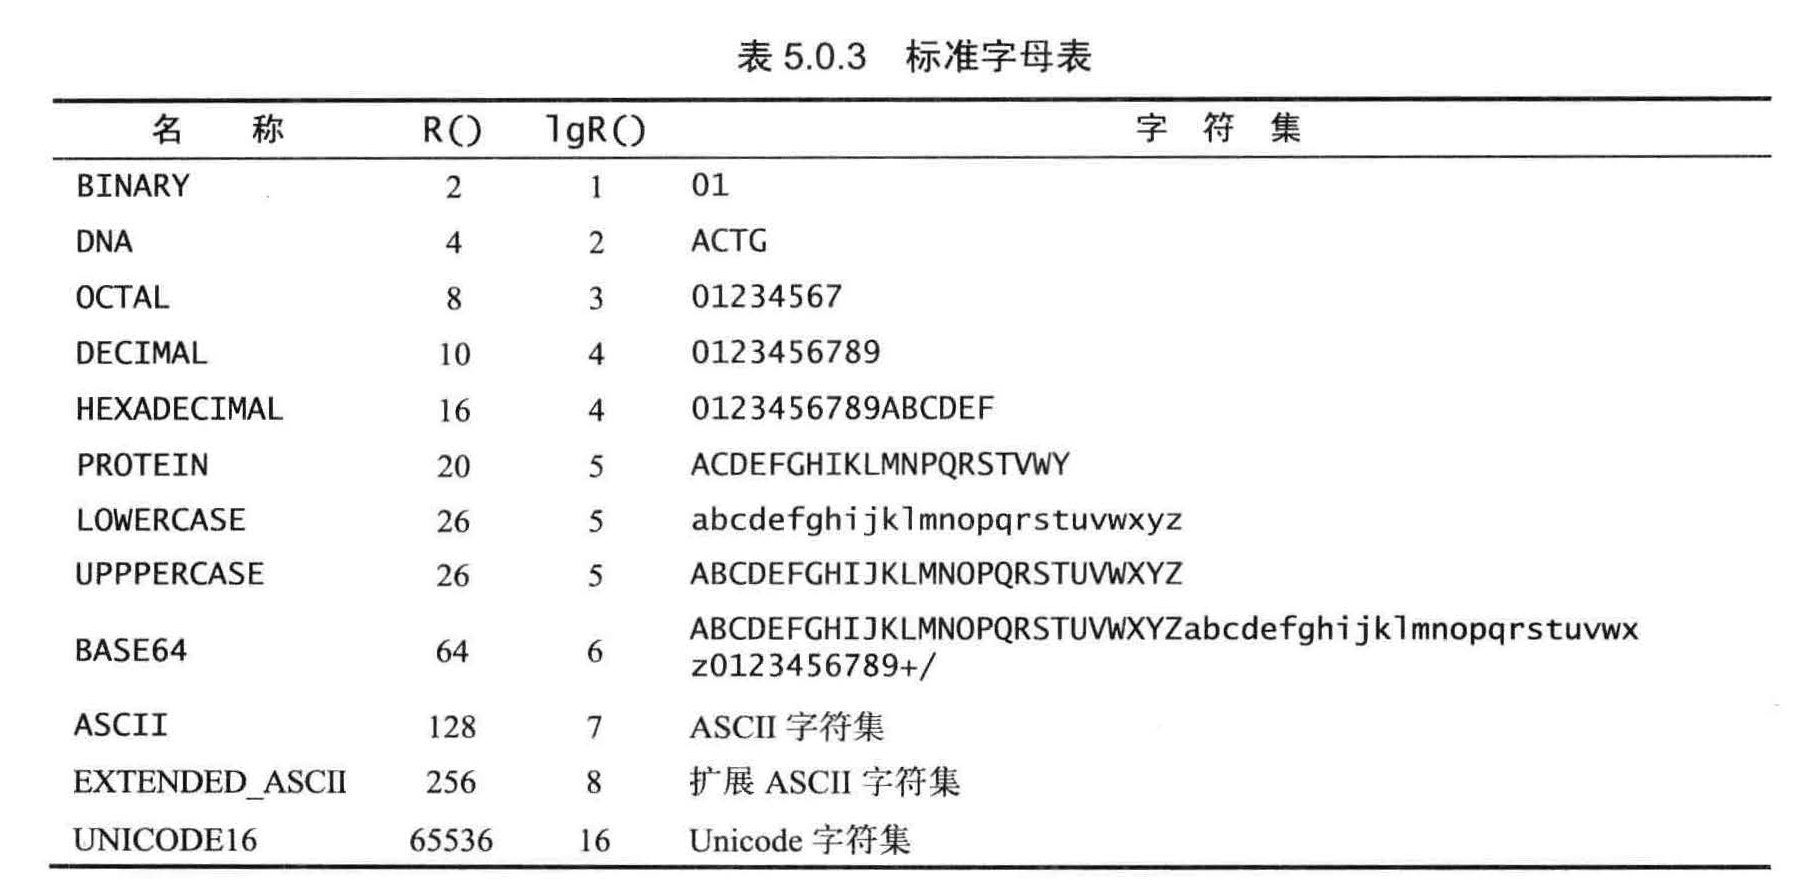 表 5.0.3 标准字母表
名 称 R() lgR() 字 符 集
BINARY 2 1 01
DNA 4 2 ACTG
OCTAL 8 3 01234567
DECIMAL 10 4 0123456789
HEXADECIMAL 16 4 0123456789ABCDEF
PROTEIN 20 5 ACDEFGHIKLMNPQRSTVWY
LOWERCASE 26 5 abcdefghijklmnopqrstuvwxyz
UPPPERCASE 26 5 ABCDEFGHIJKLMNOPQRSTUVWXYZ
BASE64 64 6 ABCDEFGHIJKLMNOPQRSTUVWXYZabcdefghijklmnopqrstuvwx
z0123456789+/
ASCII 128 7 ASCII 字符集
EXTENDED_ASCII 256 8 扩展 ASCII 字符集
UNICODE16 65536 16 Unicode 字符集